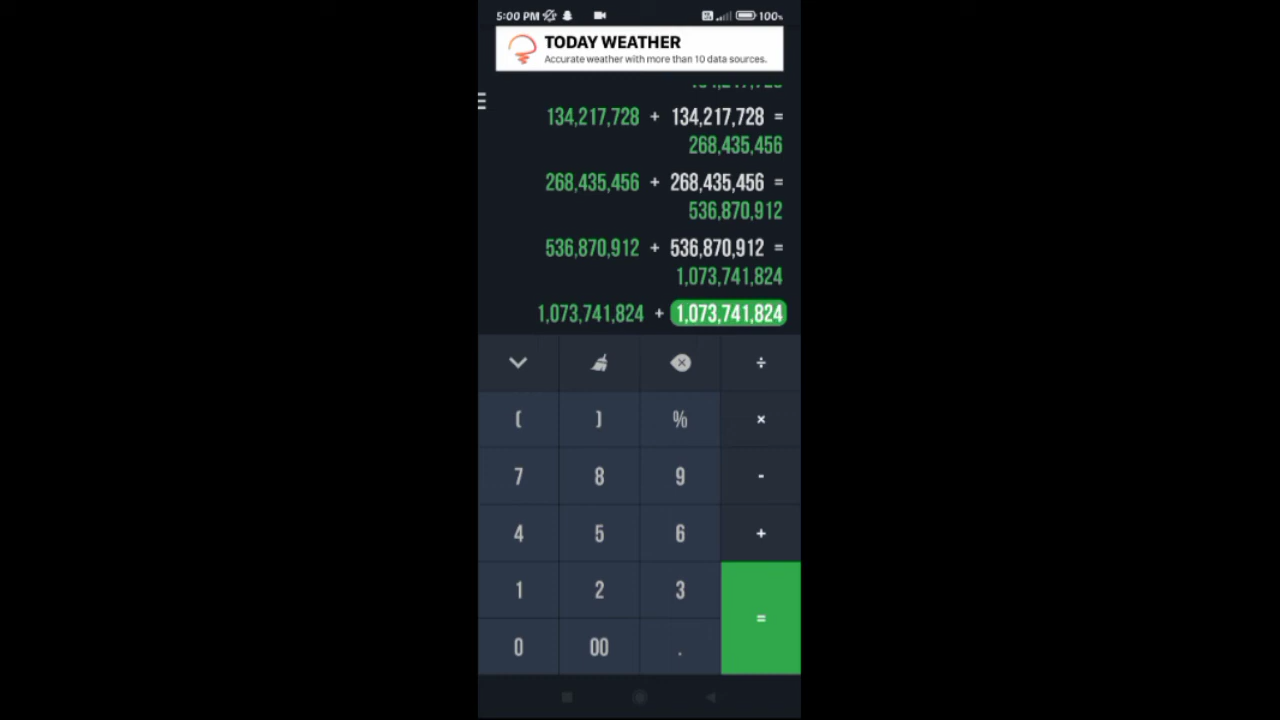 5:00 PM 100%
TODAY WEATHER
Accurate weather with more than 10 data sources.
134,217,728 + 134,217,728 =
268,435,456
268,435,456 + 268,435,456 =
536,870,912
536,870,912 + 536,870,912 =
1,073,741,824
1,073,741,824 + 1,073,741,824
÷
( ) % ×
7 8 9 -
4 5 6 +
1 2 3
=
0 00 .